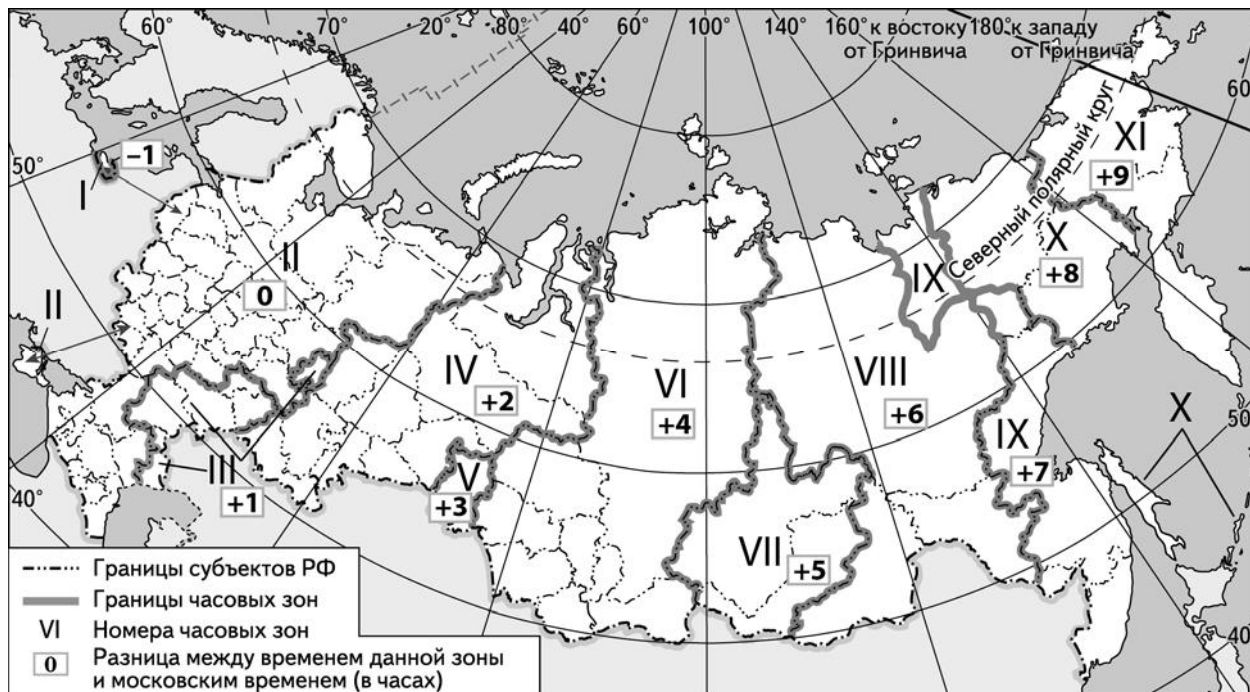 60° 70° 20° 80° 40° 60° 80° 100° 120° 140° 160° к востоку 180° к западу
от Гринвича от Гринвича
60°
50°
I
–1
II
0
II
40°
III
+1
IV
+2
V
+3
VI
+4
VII
+5
VIII
+6
IX
IX
+7
Северный полярный круг
X
+8
XI
+9
X
50
40
Границы субъектов РФ
Границы часовых зон
VI Номера часовых зон
0 Разница между временем данной зоны
и московским временем (в часах)